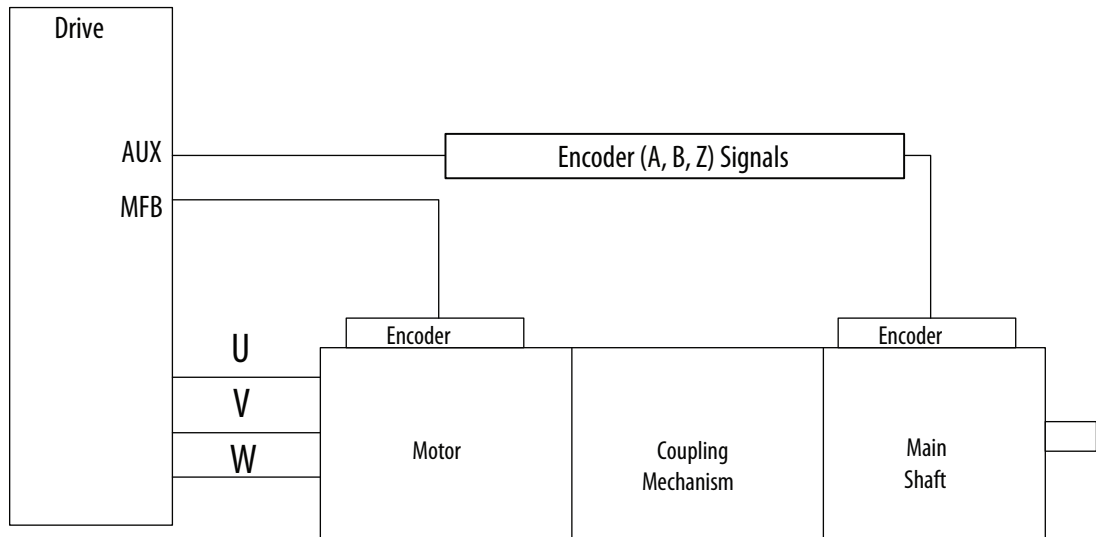 Drive
AUX
Encoder (A, B, Z) Signals
MFB
Encoder
Encoder
U
V
W
Motor
Coupling
Mechanism
Main
Shaft